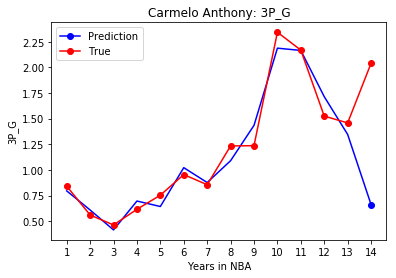 Carmelo Anthony: 3P_G
Prediction
True
2.25
2.00
1.75
1.50
1.25
1.00
0.75
0.50
3P_G
1 2 3 4 5 6 7 8 9 10 11 12 13 14
Years in NBA